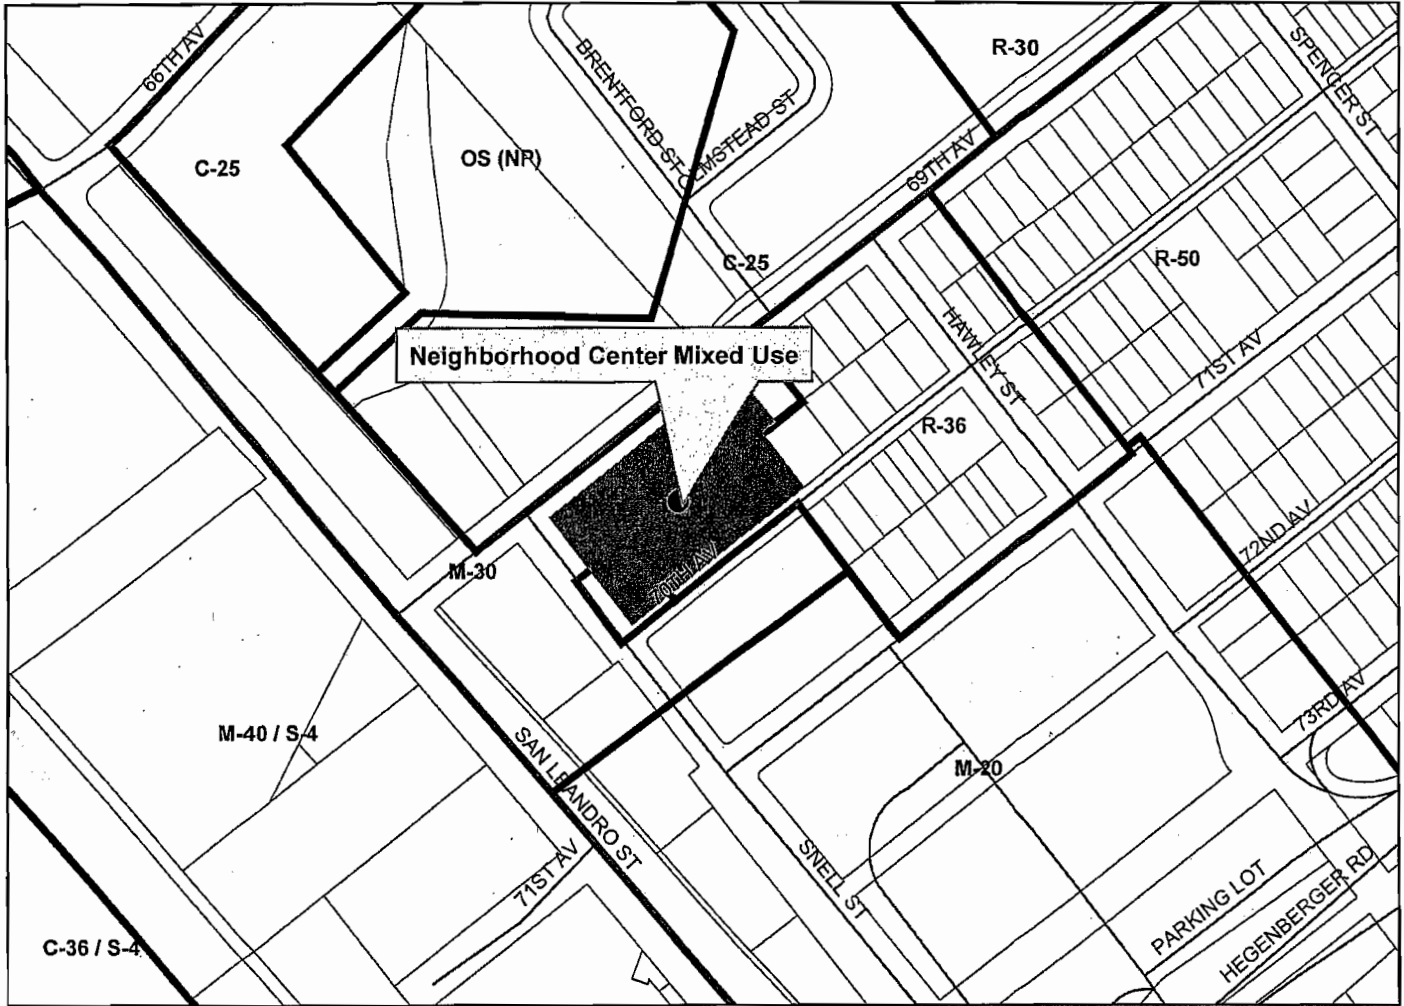 66TH AV
BRENTFORD ST
OLMSTEAD ST
R-30
SPENCER ST
C-25
OS (NP)
69TH AV
C-25
R-50
HAWLEY ST
71ST AV
Neighborhood Center Mixed Use
R-36
72ND AV
70TH AV
M-30
73RD AV
M-40 / S-4
SAN LEANDRO ST
M-20
71ST AV
SNELL ST
PARKING LOT
HEGENBERGER RD
C-36 / S-4